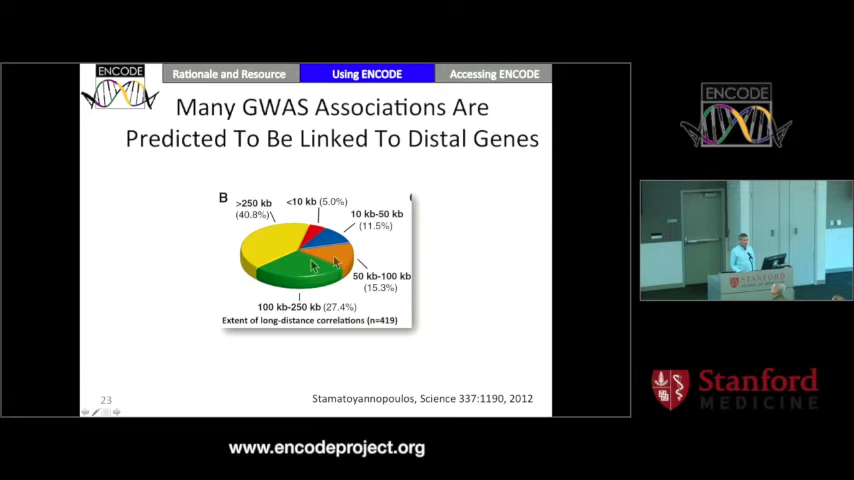 ENCODE
Rationale and Resource
Using ENCODE
Accessing ENCODE
Many GWAS Associations Are
Predicted To Be Linked To Distal Genes
B
>250 kb
(40.8%)
<10 kb (5.0%)
10 kb-50 kb
(11.5%)
50 kb-100 kb
(15.3%)
100 kb-250 kb (27.4%)
Extent of long-distance correlations (n=419)
23
Stamatoyannopoulos, Science 337:1190, 2012
ENCODE
STANFORD
Stanford
MEDICINE
www.encodeproject.org